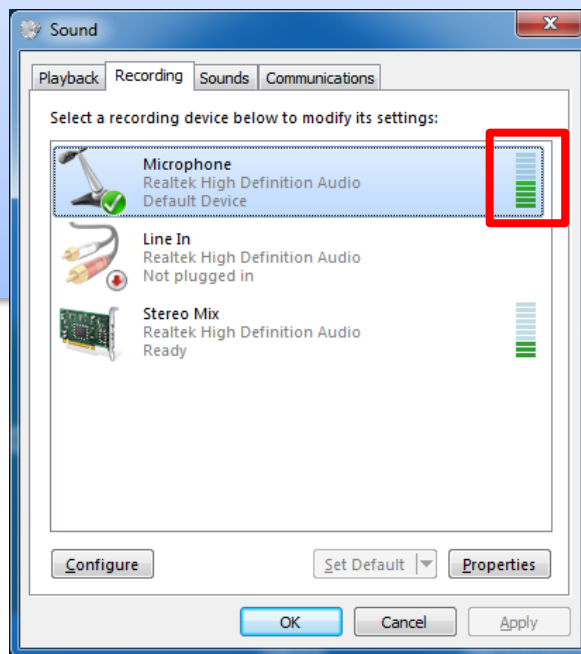 Sound
Playback Recording Sounds Communications
Select a recording device below to modify its settings:
Microphone
Realtek High Definition Audio
Default Device
Line In
Realtek High Definition Audio
Not plugged in
Stereo Mix
Realtek High Definition Audio
Ready
Configure Set Default Properties
OK Cancel Apply